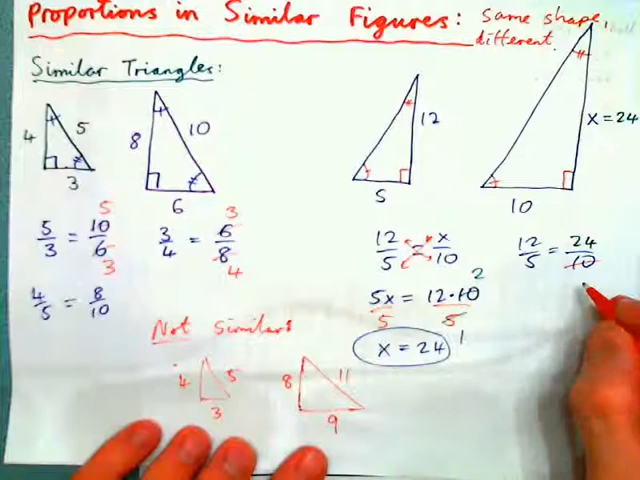 Proportions in Similar Figures: same shape,
different.
Similar Triangles:
4 5 3
8 10 6
12 5
x = 24 10
5/3 = 10/6 5 3
3/4 = 6/8 3 4
4/5 = 8/10
12/5 = x/10
5x = 12·10 2
5 5 1
x = 24
12/5 = 24/10
Not Similar:
4 5 3
8 11 9